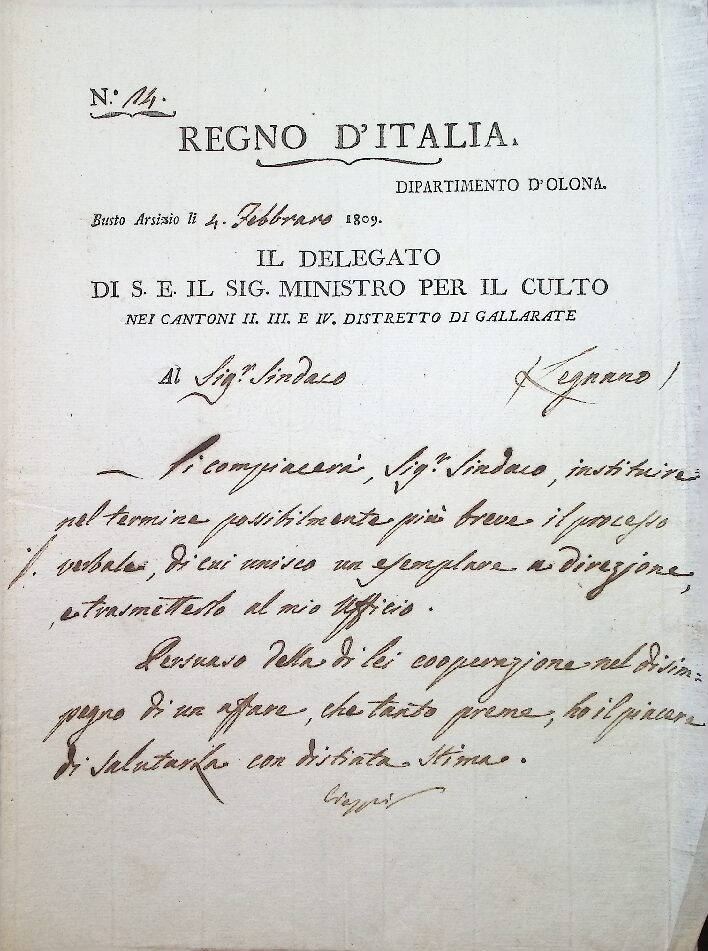 N.º 14.
REGNO D'ITALIA.
DIPARTIMENTO D'OLONA.
Busto Arsizio li 4. Febbraro 1809.
IL DELEGATO
DI S. E. IL SIG. MINISTRO PER IL CULTO
NEI CANTONI II. III. E IV. DISTRETTO DI GALLARATE
Al Sig.r Sindaco (Legnano)
— Si compiacerà, Sig.r Sindaco, instituire
nel termine possibilmente più breve il processo
verbale, di cui unisco un esemplare a direzione,
e trasmetterlo al mio Ufficio.
Persuaso della di lei cooperazione nel disim=
pegno di un affare, che tanto preme, ho il piacere
di salutarLa con distinta stima.